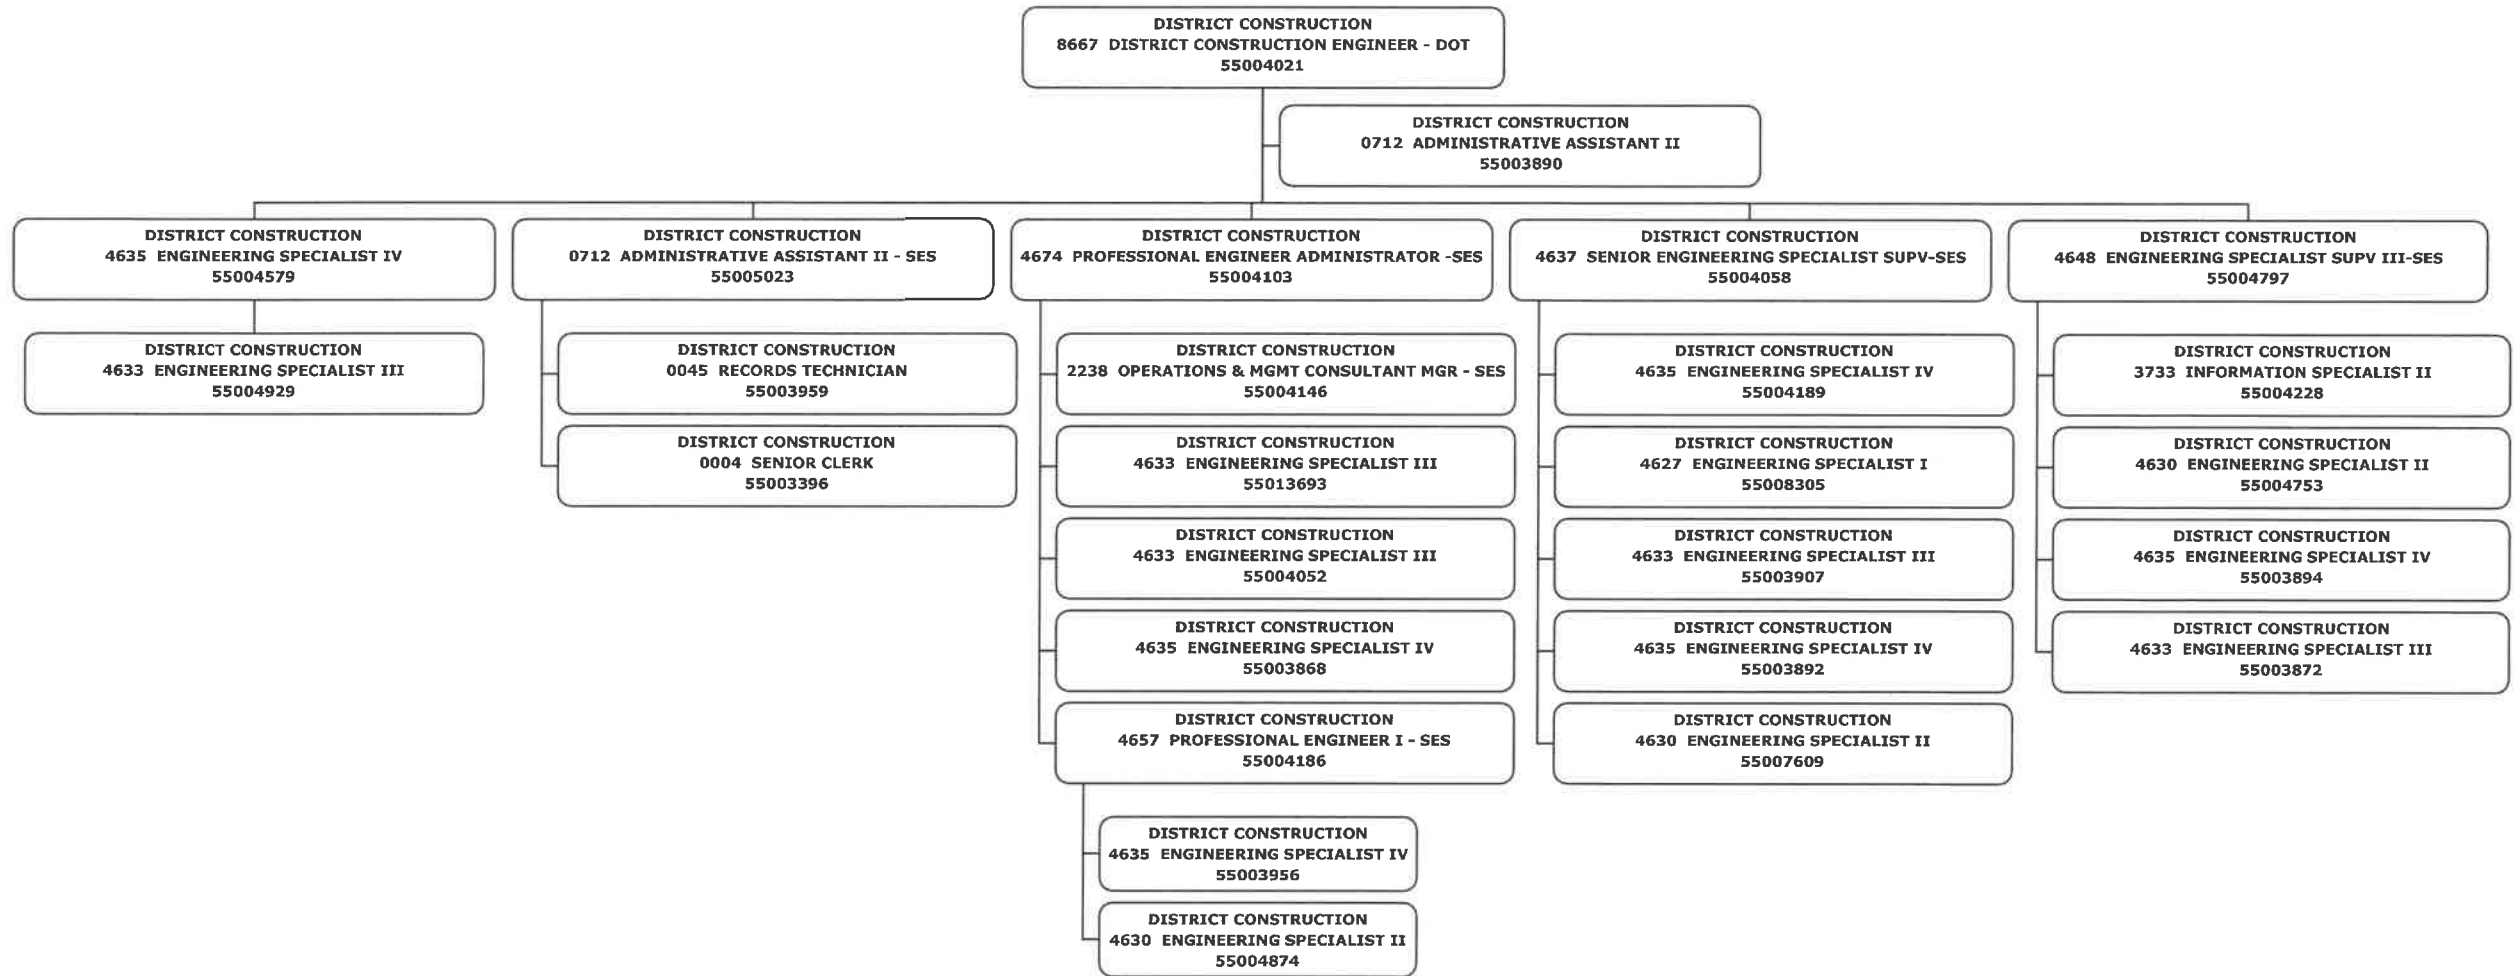 DISTRICT CONSTRUCTION
8667 DISTRICT CONSTRUCTION ENGINEER - DOT
55004021
DISTRICT CONSTRUCTION
0712 ADMINISTRATIVE ASSISTANT II
55003890
DISTRICT CONSTRUCTION
4635 ENGINEERING SPECIALIST IV
55004579
DISTRICT CONSTRUCTION
4633 ENGINEERING SPECIALIST III
55004929
DISTRICT CONSTRUCTION
0712 ADMINISTRATIVE ASSISTANT II - SES
55005023
DISTRICT CONSTRUCTION
0045 RECORDS TECHNICIAN
55003959
DISTRICT CONSTRUCTION
0004 SENIOR CLERK
55003396
DISTRICT CONSTRUCTION
4674 PROFESSIONAL ENGINEER ADMINISTRATOR -SES
55004103
DISTRICT CONSTRUCTION
2238 OPERATIONS & MGMT CONSULTANT MGR - SES
55004146
DISTRICT CONSTRUCTION
4633 ENGINEERING SPECIALIST III
55013693
DISTRICT CONSTRUCTION
4633 ENGINEERING SPECIALIST III
55004052
DISTRICT CONSTRUCTION
4635 ENGINEERING SPECIALIST IV
55003868
DISTRICT CONSTRUCTION
4657 PROFESSIONAL ENGINEER I - SES
55004186
DISTRICT CONSTRUCTION
4635 ENGINEERING SPECIALIST IV
55003956
DISTRICT CONSTRUCTION
4630 ENGINEERING SPECIALIST II
55004874
DISTRICT CONSTRUCTION
4637 SENIOR ENGINEERING SPECIALIST SUPV-SES
55004058
DISTRICT CONSTRUCTION
4635 ENGINEERING SPECIALIST IV
55004189
DISTRICT CONSTRUCTION
4627 ENGINEERING SPECIALIST I
55008305
DISTRICT CONSTRUCTION
4633 ENGINEERING SPECIALIST III
55003907
DISTRICT CONSTRUCTION
4635 ENGINEERING SPECIALIST IV
55003892
DISTRICT CONSTRUCTION
4630 ENGINEERING SPECIALIST II
55007609
DISTRICT CONSTRUCTION
4648 ENGINEERING SPECIALIST SUPV III-SES
55004797
DISTRICT CONSTRUCTION
3733 INFORMATION SPECIALIST II
55004228
DISTRICT CONSTRUCTION
4630 ENGINEERING SPECIALIST II
55004753
DISTRICT CONSTRUCTION
4635 ENGINEERING SPECIALIST IV
55003894
DISTRICT CONSTRUCTION
4633 ENGINEERING SPECIALIST III
55003872